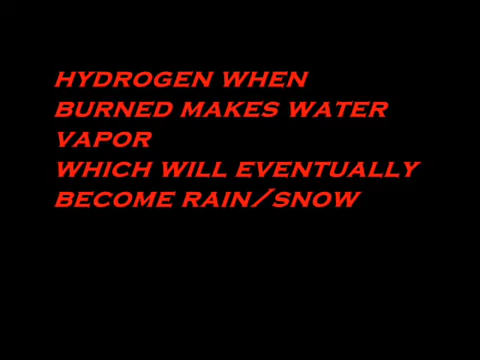 HYDROGEN WHEN
BURNED MAKES WATER
VAPOR
WHICH WILL EVENTUALLY
BECOME RAIN/SNOW